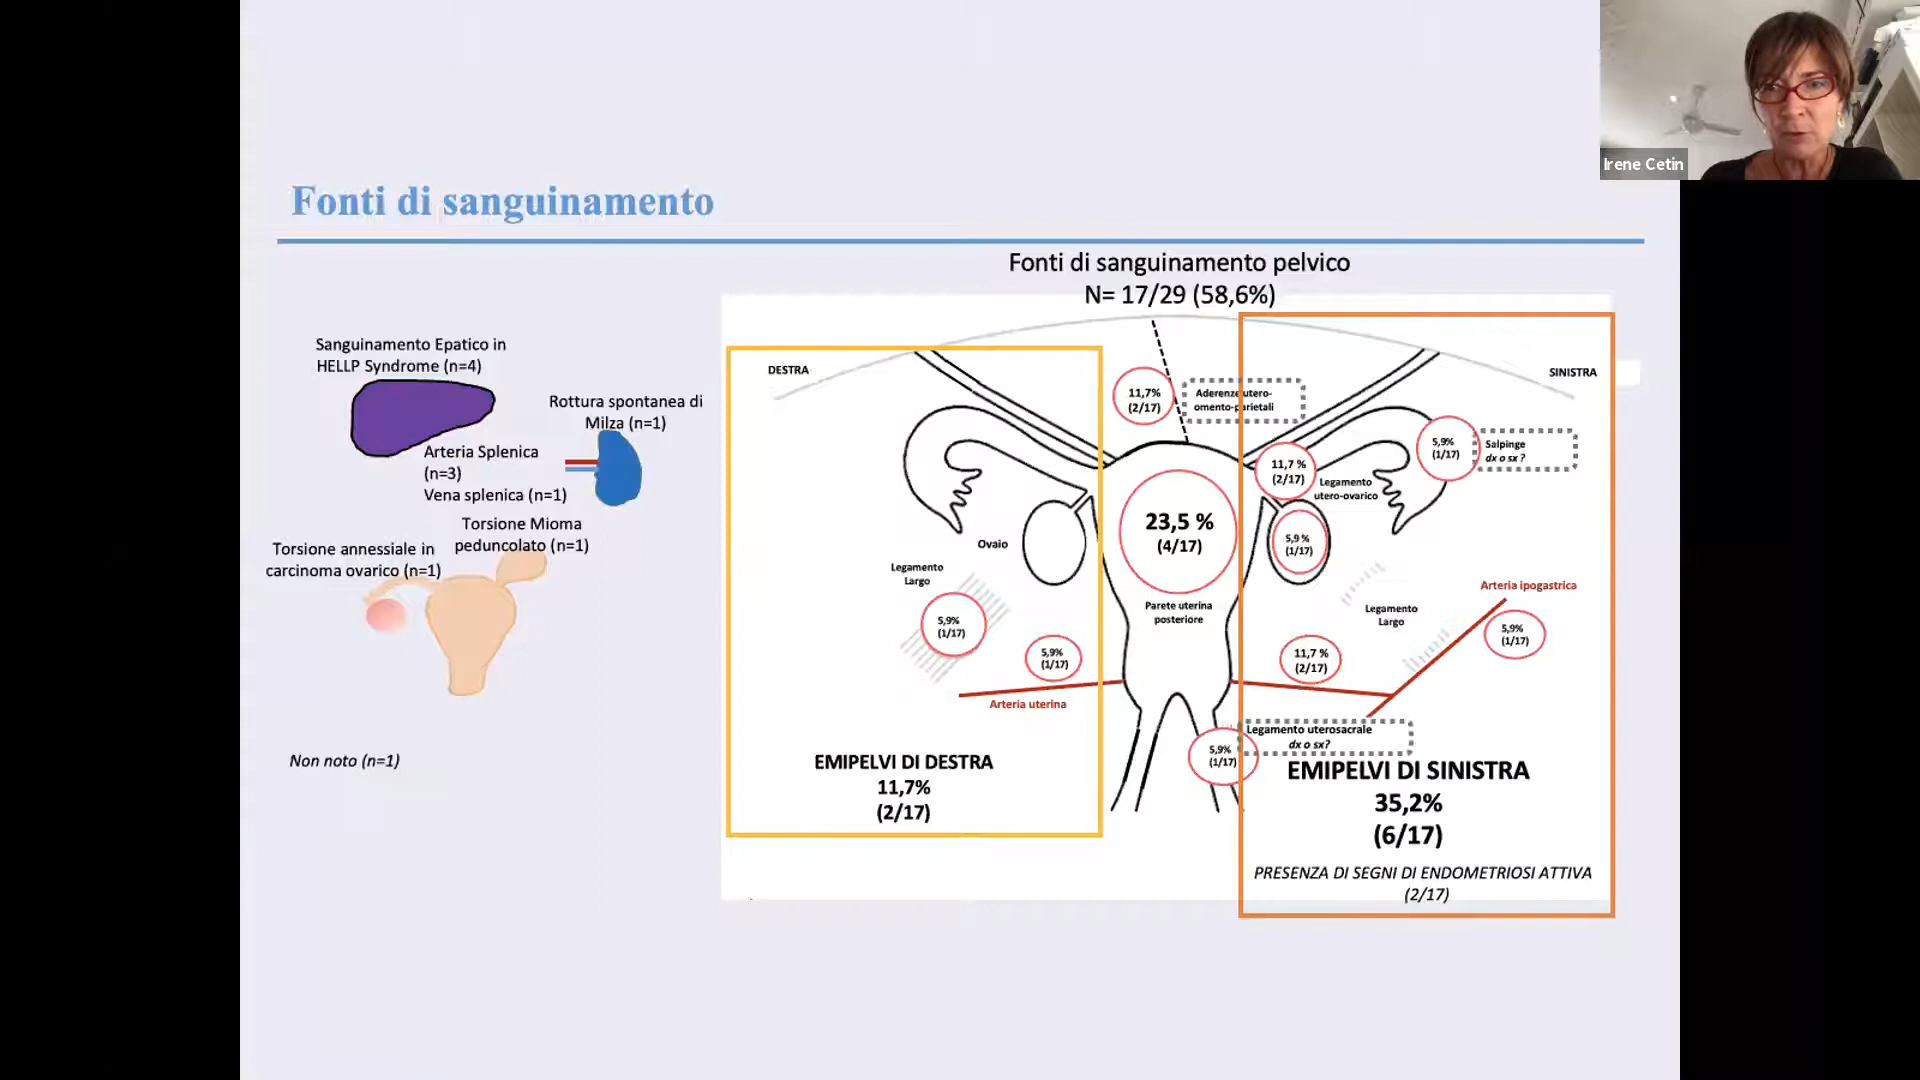 Irene Cetin
Fonti di sanguinamento
Fonti di sanguinamento pelvico
N= 17/29 (58,6%)
Sanguinamento Epatico in
HELLP Syndrome (n=4)
Rottura spontanea di
Milza (n=1)
Arteria Splenica
(n=3)
Vena splenica (n=1)
Torsione Mioma
peduncolato (n=1)
Torsione annessiale in
carcinoma ovarico (n=1)
Non noto (n=1)
DESTRA
SINISTRA
11,7%
(2/17)
Aderenze utero-
omento-parietali
5,9%
(1/17)
Salpinge
dx o sx ?
11,7 %
(2/17)
Legamento
utero-ovarico
23,5 %
(4/17)
Parete uterina
posteriore
5,9 %
(1/17)
Ovaio
Legamento
Largo
5,9%
(1/17)
5,9%
(1/17)
Arteria uterina
Arteria ipogastrica
Legamento
Largo
5,9%
(1/17)
11,7 %
(2/17)
5,9%
(1/17)
Legamento uterosacrale
dx o sx?
EMIPELVI DI DESTRA
11,7%
(2/17)
EMIPELVI DI SINISTRA
35,2%
(6/17)
PRESENZA DI SEGNI DI ENDOMETRIOSI ATTIVA
(2/17)